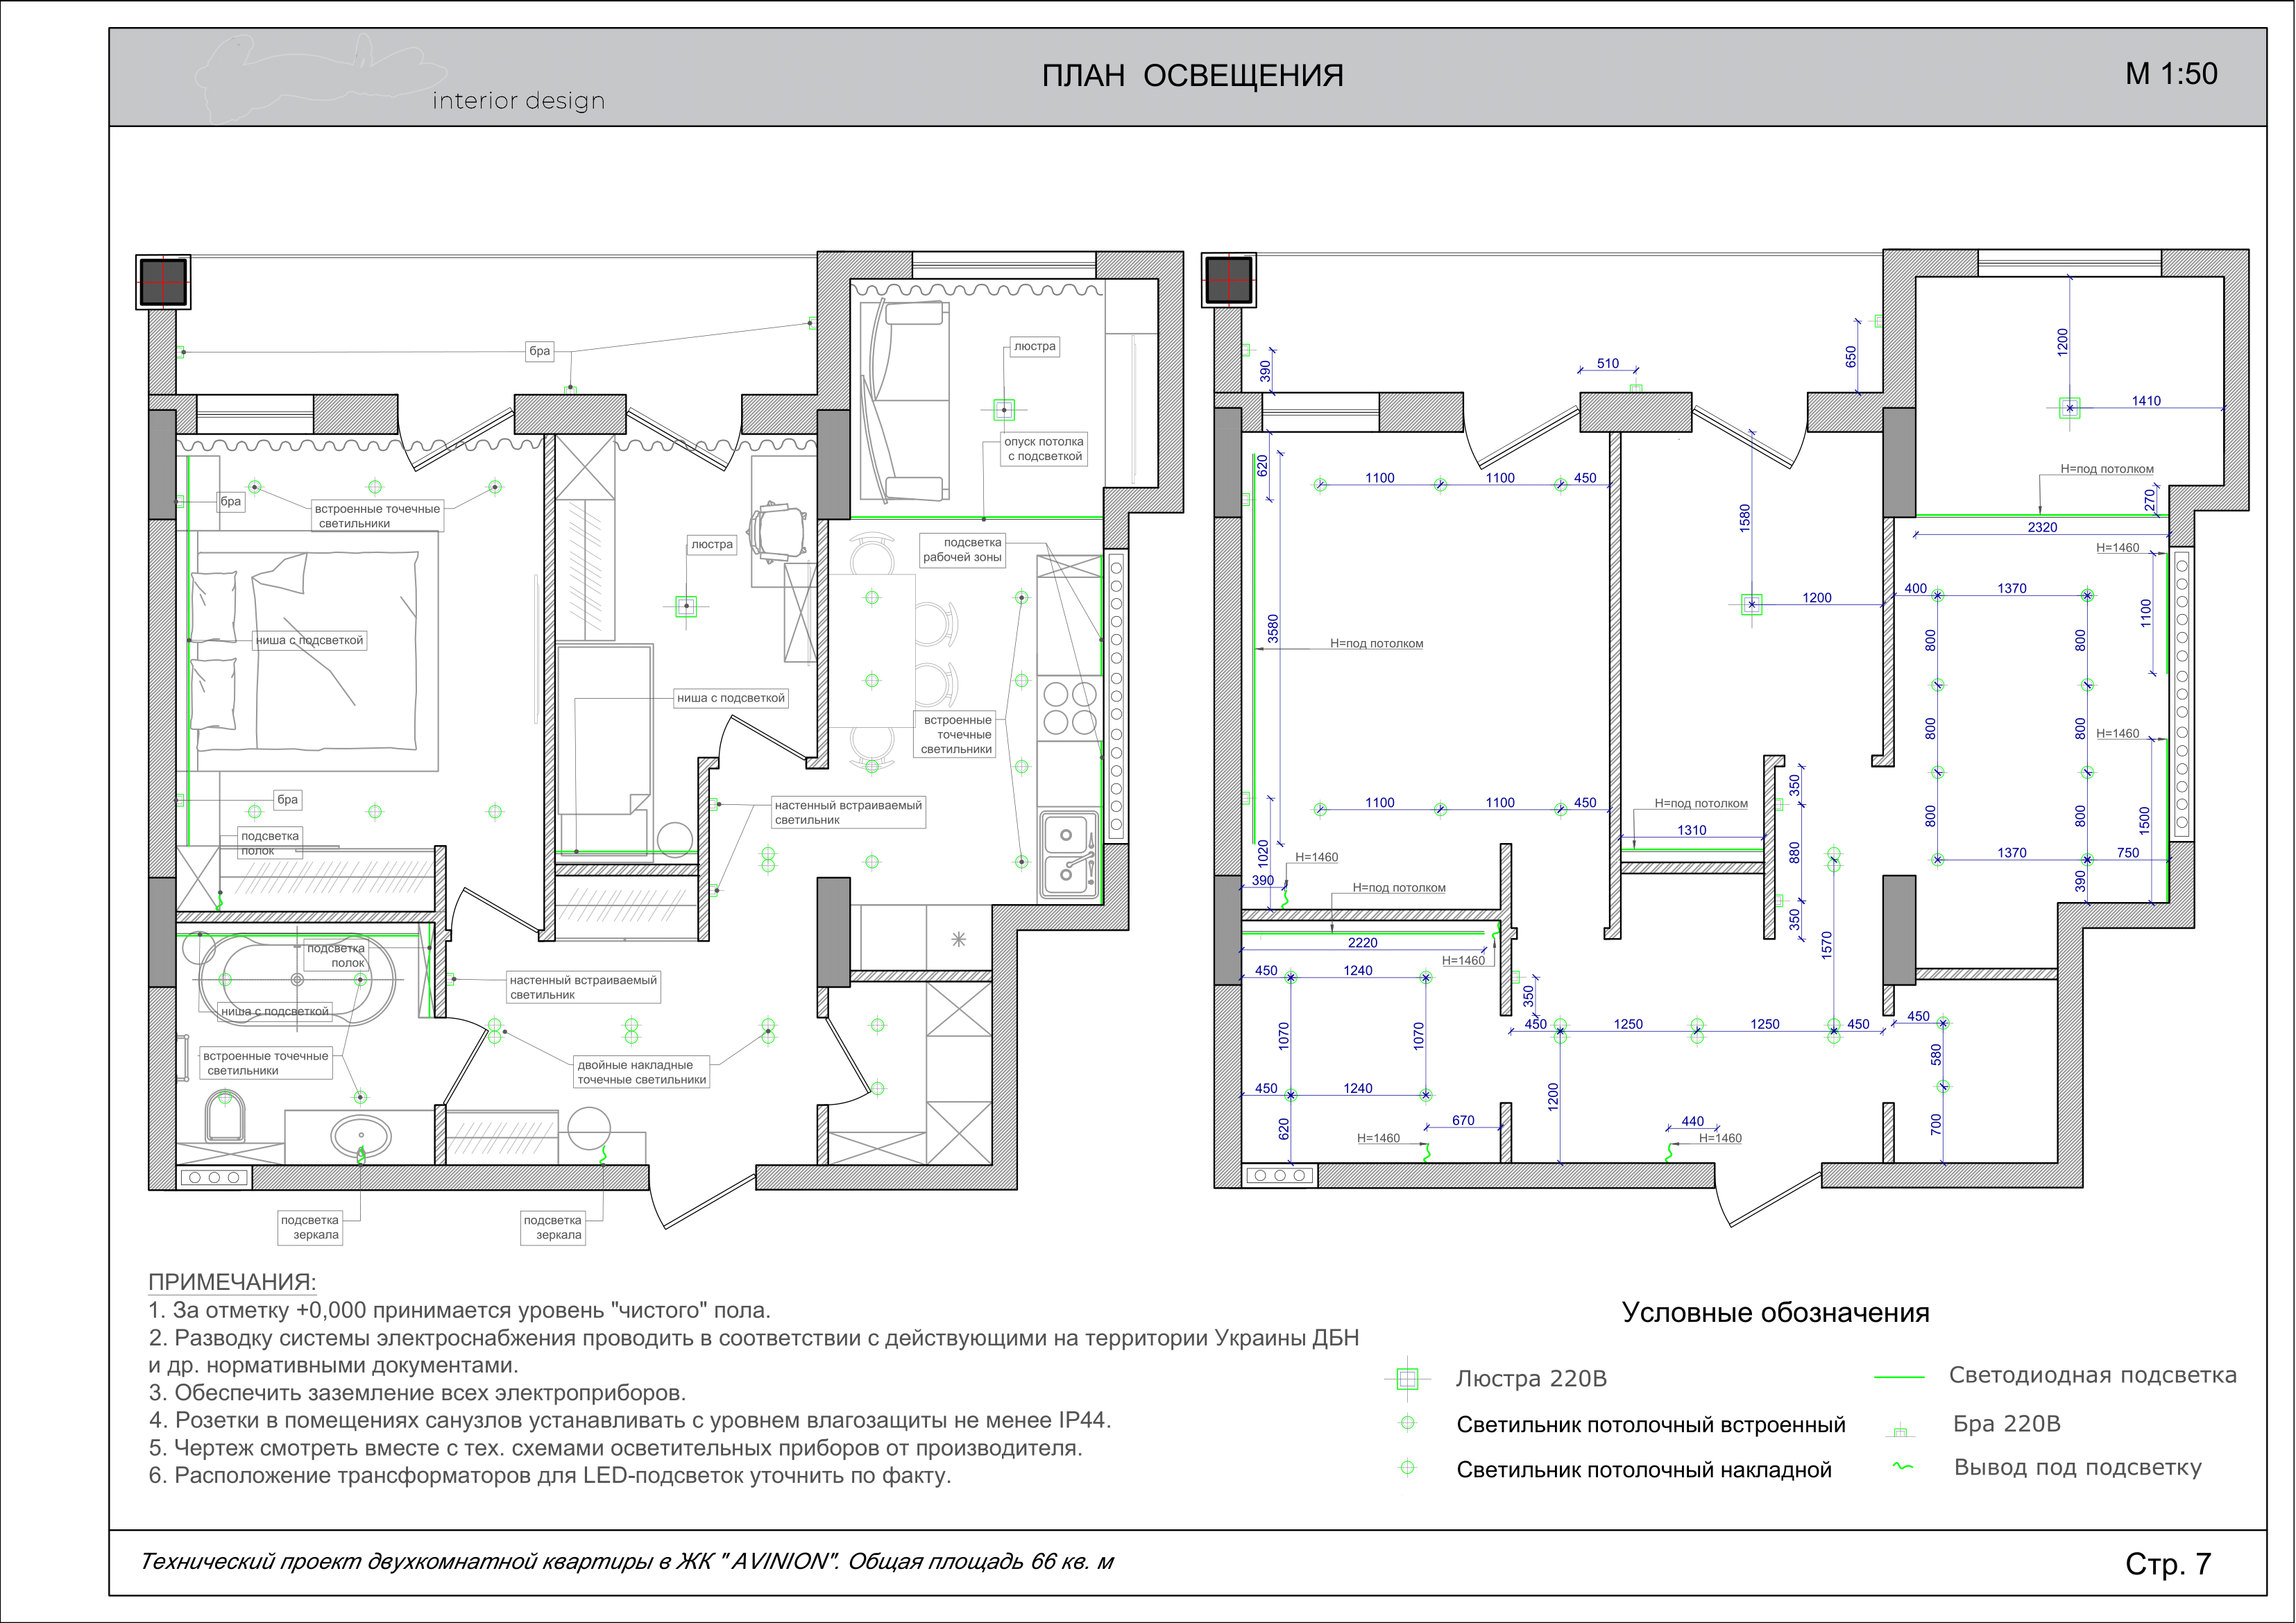 interior design
ПЛАН ОСВЕЩЕНИЯ
М 1:50
бра
люстра
опуск потолка
с подсветкой
бра
встроенные точечные
светильники
люстра
подсветка
рабочей зоны
ниша с подсветкой
ниша с подсветкой
встроенные
точечные
светильники
бра
настенный встраиваемый
светильник
подсветка
полок
подсветка
полок
настенный встраиваемый
светильник
ниша с подсветкой
встроенные точечные
светильники
двойные накладные
точечные светильники
подсветка
зеркала
подсветка
зеркала
390
510
650
1200
1410
620
1100
1100
450
1580
H=под потолком
270
2320
H=1460
3580
H=под потолком
1200
400
1370
1100
800
800
800
800
H=1460
1100
1100
450
H=под потолком
1310
350
880
350
800
800
1500
1020
H=1460
390
H=под потолком
1370
750
390
2220
H=1460
1570
450
1240
350
1070
1070
450
1250
1250
450
450
580
450
1240
1200
700
620
670
H=1460
440
H=1460
ПРИМЕЧАНИЯ:
1. За отметку +0,000 принимается уровень "чистого" пола.
2. Разводку системы электроснабжения проводить в соответствии с действующими на территории Украины ДБН
и др. нормативными документами.
3. Обеспечить заземление всех электроприборов.
4. Розетки в помещениях санузлов устанавливать с уровнем влагозащиты не менее IP44.
5. Чертеж смотреть вместе с тех. схемами осветительных приборов от производителя.
6. Расположение трансформаторов для LED-подсветок уточнить по факту.
Условные обозначения
Люстра 220В
Светильник потолочный встроенный
Светильник потолочный накладной
Светодиодная подсветка
Бра 220В
Вывод под подсветку
Технический проект двухкомнатной квартиры в ЖК " AVINION". Общая площадь 66 кв. м
Стр. 7